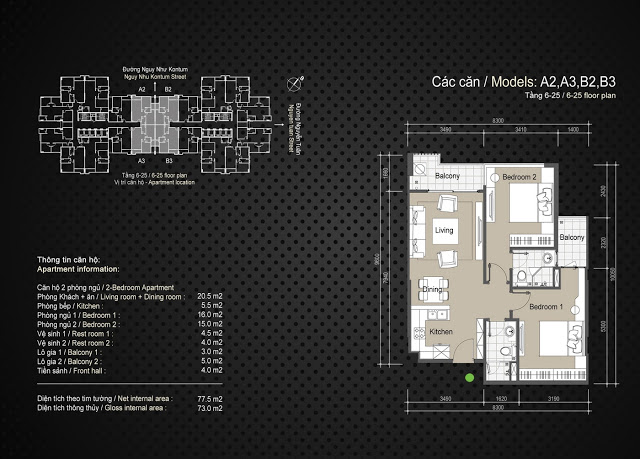 Đường Ngụy Như Kontum
Nguy Nhu Kontum Street
A2 B2
Đường Nguyễn Tuân
Nguyen tuan Street
A3 B3
Tầng 6-25 / 6-25 floor plan
Vị trí căn hộ - Apartment location
Các căn / Models: A2,A3,B2,B3
Tầng 6-25 / 6-25 floor plan
8300
3490 3410 1400
Balcony
Bedroom 2
Living
Balcony
Dining
Bedroom 1
Kitchen
2430
2320
10050
5300
9600
7940
3490 1620 3190
8300
Thông tin căn hộ:
Apartment information:
Căn hộ 2 phòng ngủ / 2-Bedroom Apartment
Phòng Khách + ăn / Living room + Dining room : 20.5 m2
Phòng bếp / Kitchen : 5.5 m2
Phòng ngủ 1 / Bedroom 1 : 16.0 m2
Phòng ngủ 2 / Bedroom 2 : 15.0 m2
Vệ sinh 1 / Rest room 1 : 4.5 m2
Vệ sinh 2 / Rest room 2 : 4.0 m2
Lô gia 1 / Balcony 1 : 3.0 m2
Lô gia 2 / Balcony 2 : 5.0 m2
Tiền sảnh / Front hall : 4.0 m2
Diện tích theo tim tường / Net internal area : 77.5 m2
Diện tích thông thủy / Gloss internal area : 73.0 m2